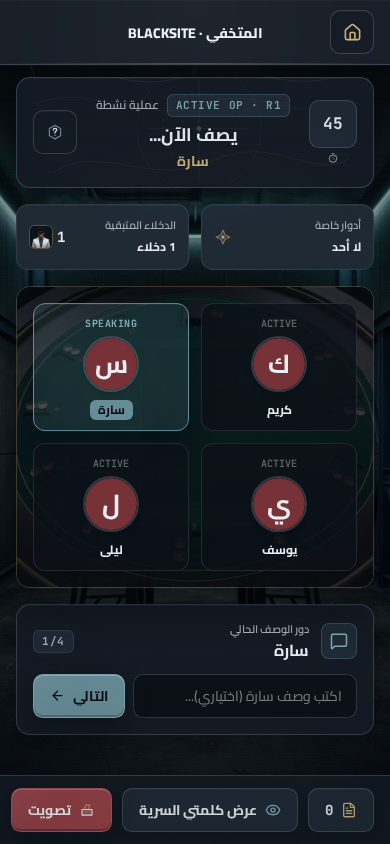 المتخفي · BLACKSITE
45
ACTIVE OP · R1 عملية نشطة
يصف الآن...
سارة
أدوار خاصة
لا أحد
الدخلاء المتبقية
1 دخلاء
1
ACTIVE
ك
كريم
SPEAKING
س
سارة
ACTIVE
ي
يوسف
ACTIVE
ل
ليلى
دور الوصف الحالي
سارة
1/4
اكتب وصف سارة (اختياري)...
التالي
0
عرض كلمتي السرية
تصويت